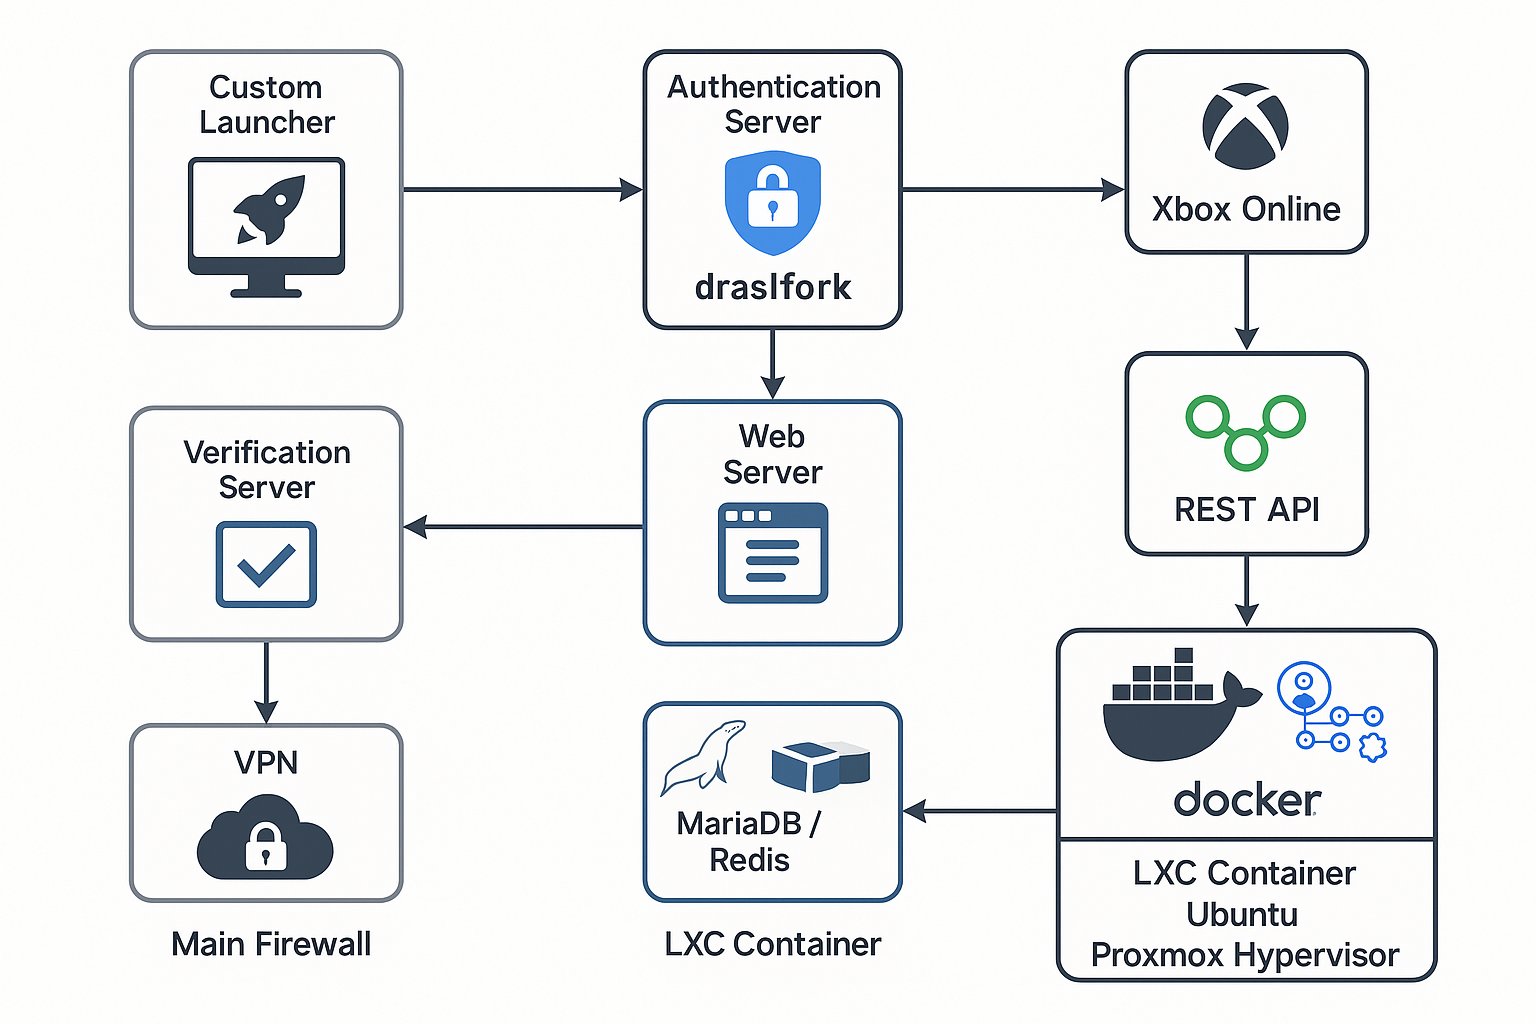 Custom
Launcher
Authentication
Server
draslfork
Xbox Online
Verification
Server
Web
Server
REST API
VPN
MariaDB /
Redis
docker
LXC Container
Ubuntu
Proxmox Hypervisor
Main Firewall
LXC Container